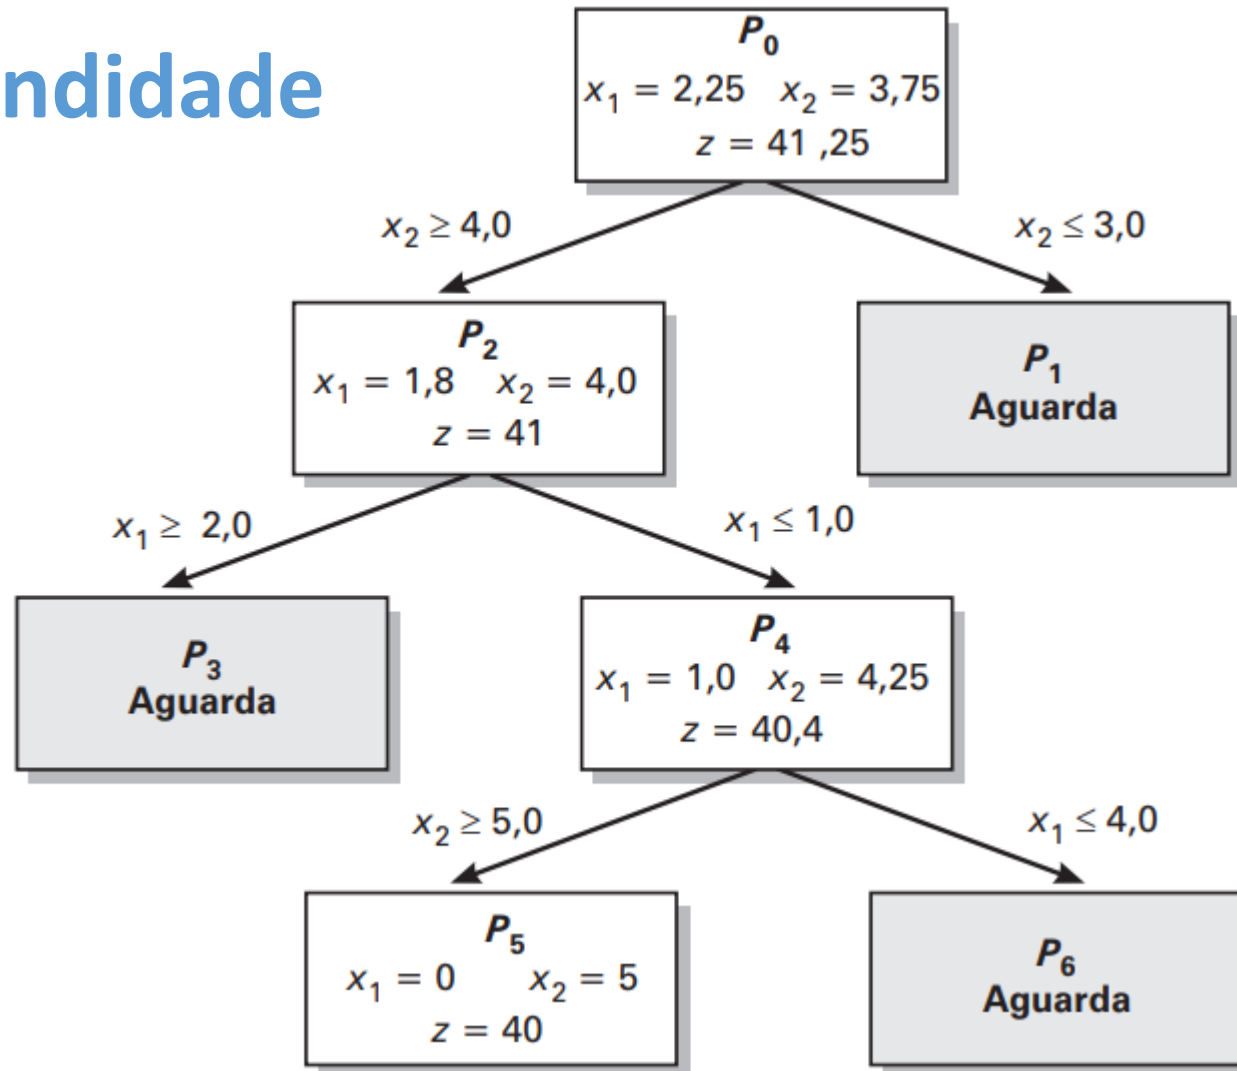 ndidade
P0
x1 = 2,25 x2 = 3,75
z = 41 ,25
x2 ≥ 4,0
x2 ≤ 3,0
P2
x1 = 1,8 x2 = 4,0
z = 41
P1
Aguarda
x1 ≥ 2,0
x1 ≤ 1,0
P3
Aguarda
P4
x1 = 1,0 x2 = 4,25
z = 40,4
x2 ≥ 5,0
x1 ≤ 4,0
P5
x1 = 0 x2 = 5
z = 40
P6
Aguarda